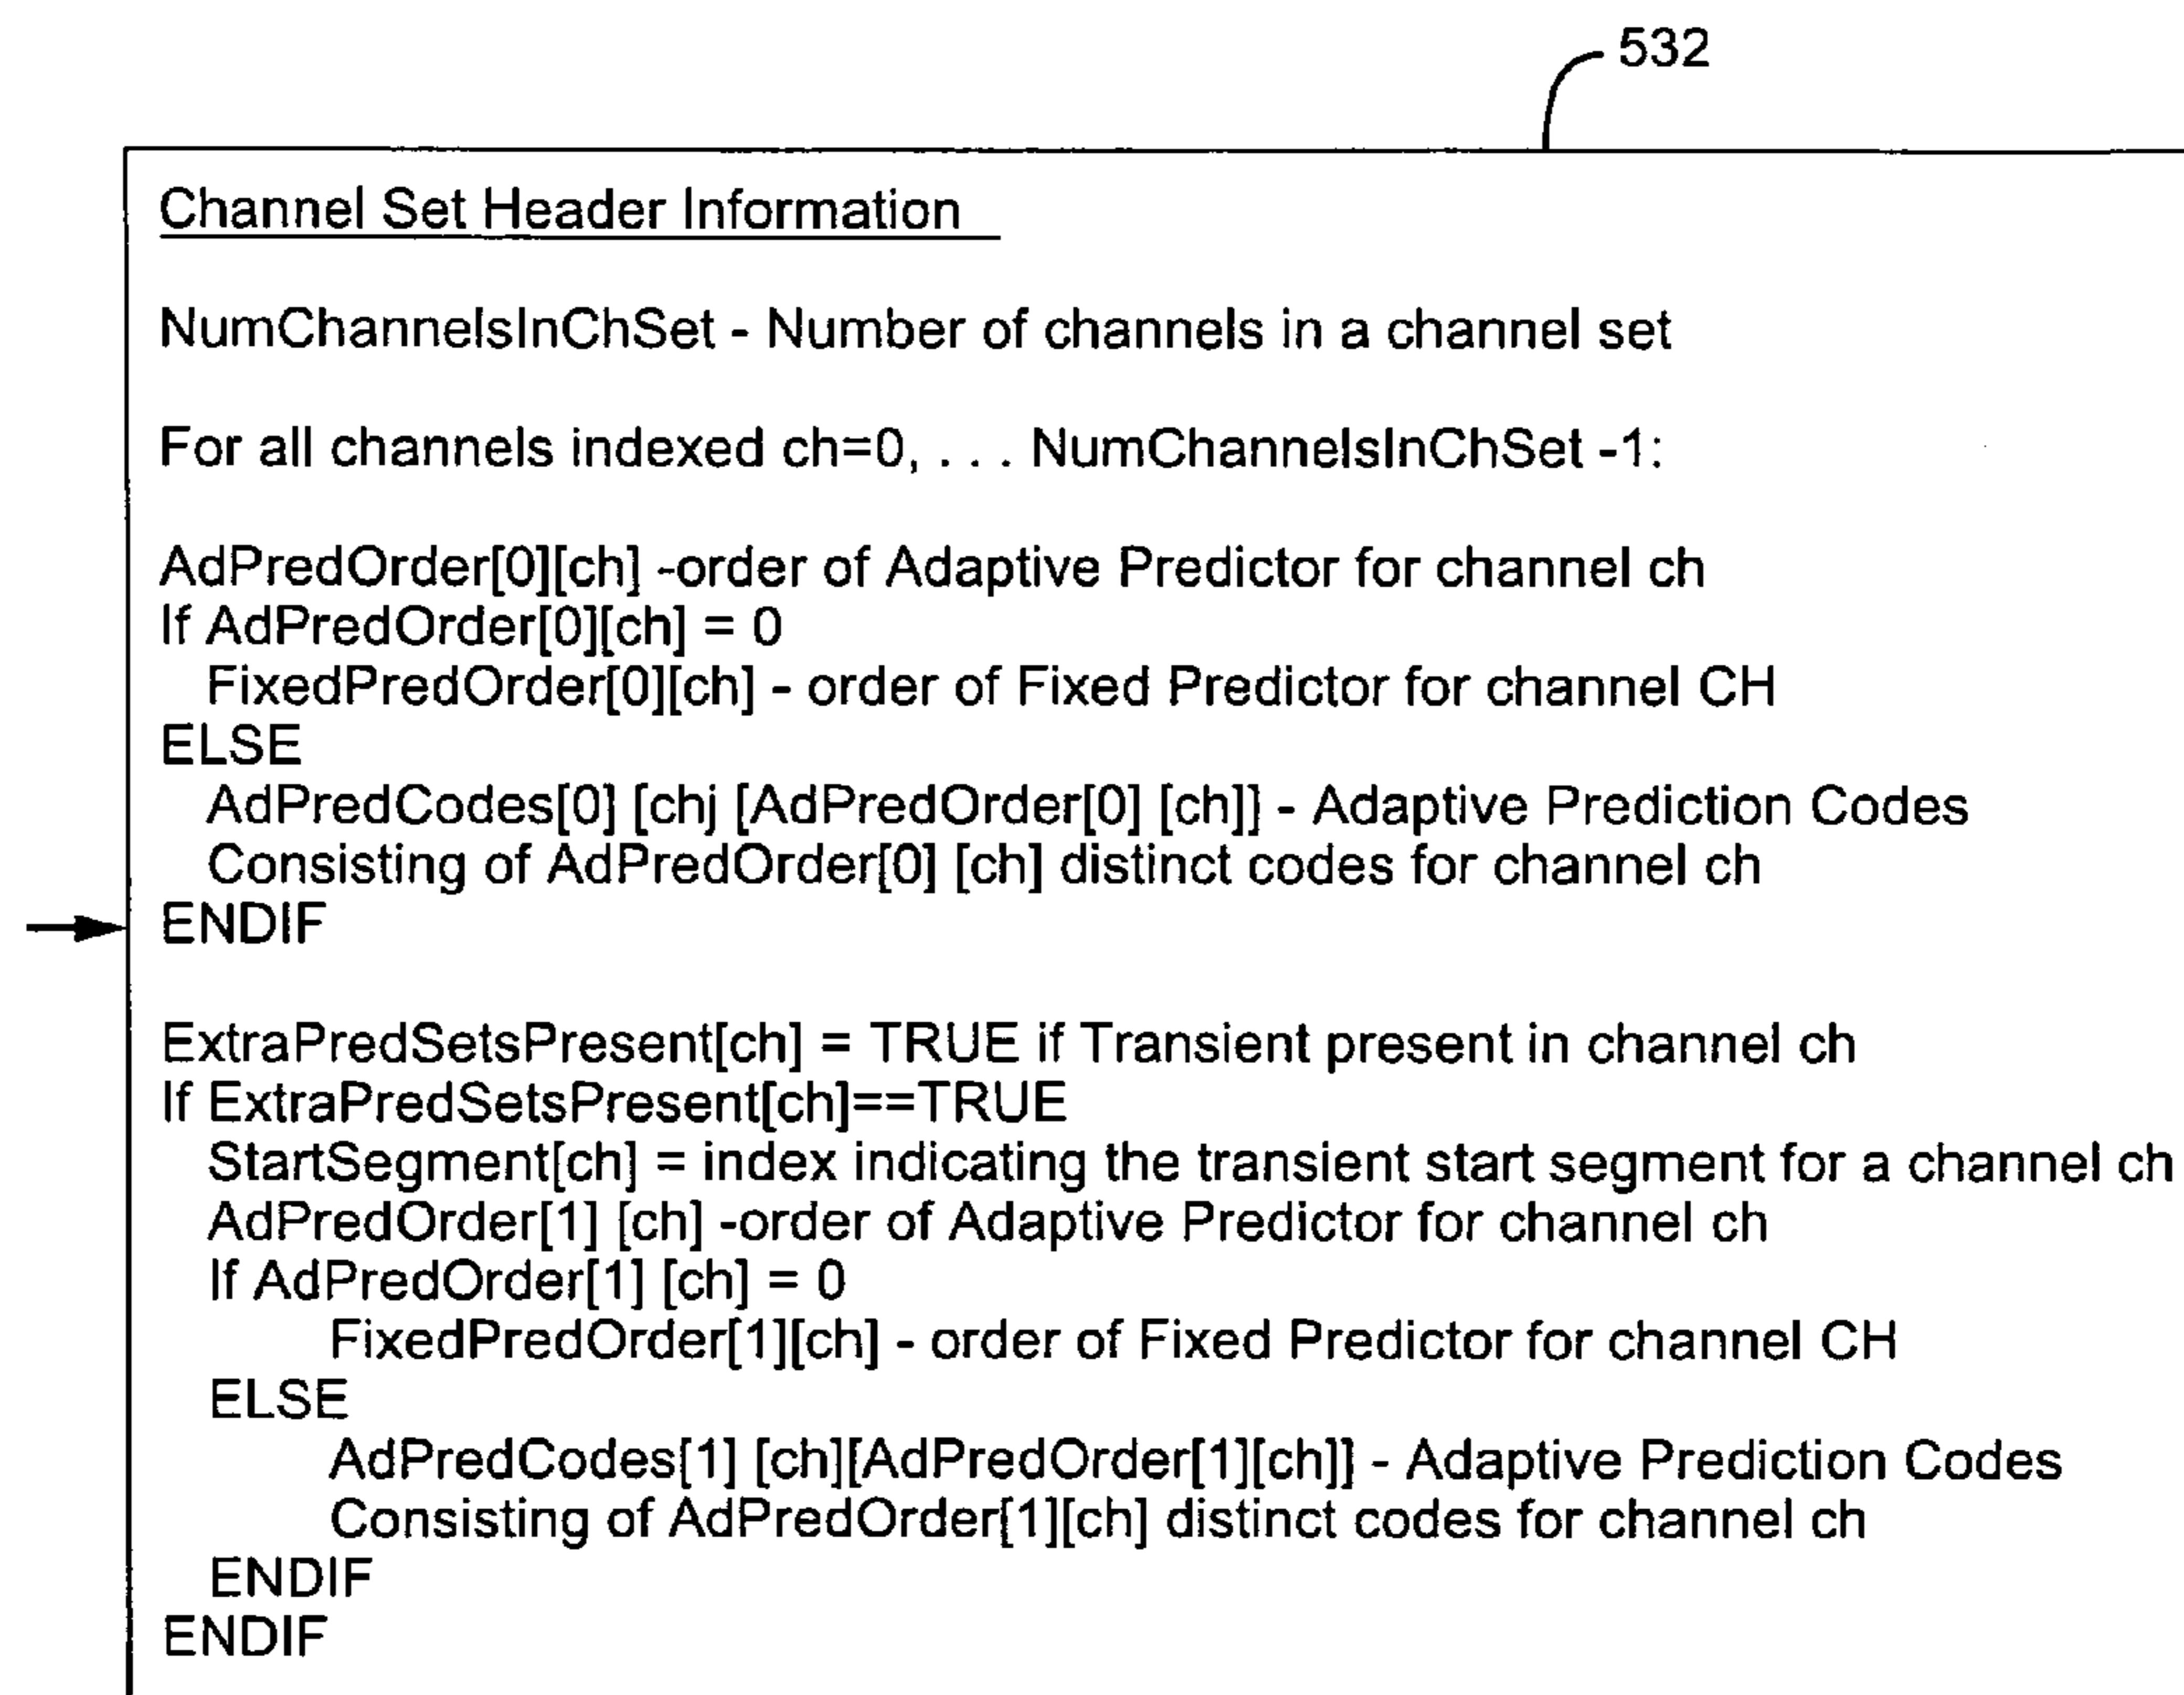 532
Channel Set Header Information
NumChannelsInChSet - Number of channels in a channel set
For all channels indexed ch=0, . . . NumChannelsInChSet -1:
AdPredOrder[0][ch] -order of Adaptive Predictor for channel ch
If AdPredOrder[0][ch] = 0
FixedPredOrder[0][ch] - order of Fixed Predictor for channel CH
ELSE
AdPredCodes[0] [chj [AdPredOrder[0] [ch]] - Adaptive Prediction Codes
Consisting of AdPredOrder[0] [ch] distinct codes for channel ch
ENDIF
ExtraPredSetsPresent[ch] = TRUE if Transient present in channel ch
If ExtraPredSetsPresent[ch]==TRUE
StartSegment[ch] = index indicating the transient start segment for a channel ch
AdPredOrder[1] [ch] -order of Adaptive Predictor for channel ch
If AdPredOrder[1] [ch] = 0
FixedPredOrder[1][ch] - order of Fixed Predictor for channel CH
ELSE
AdPredCodes[1] [ch][AdPredOrder[1][ch]] - Adaptive Prediction Codes
Consisting of AdPredOrder[1][ch] distinct codes for channel ch
ENDIF
ENDIF